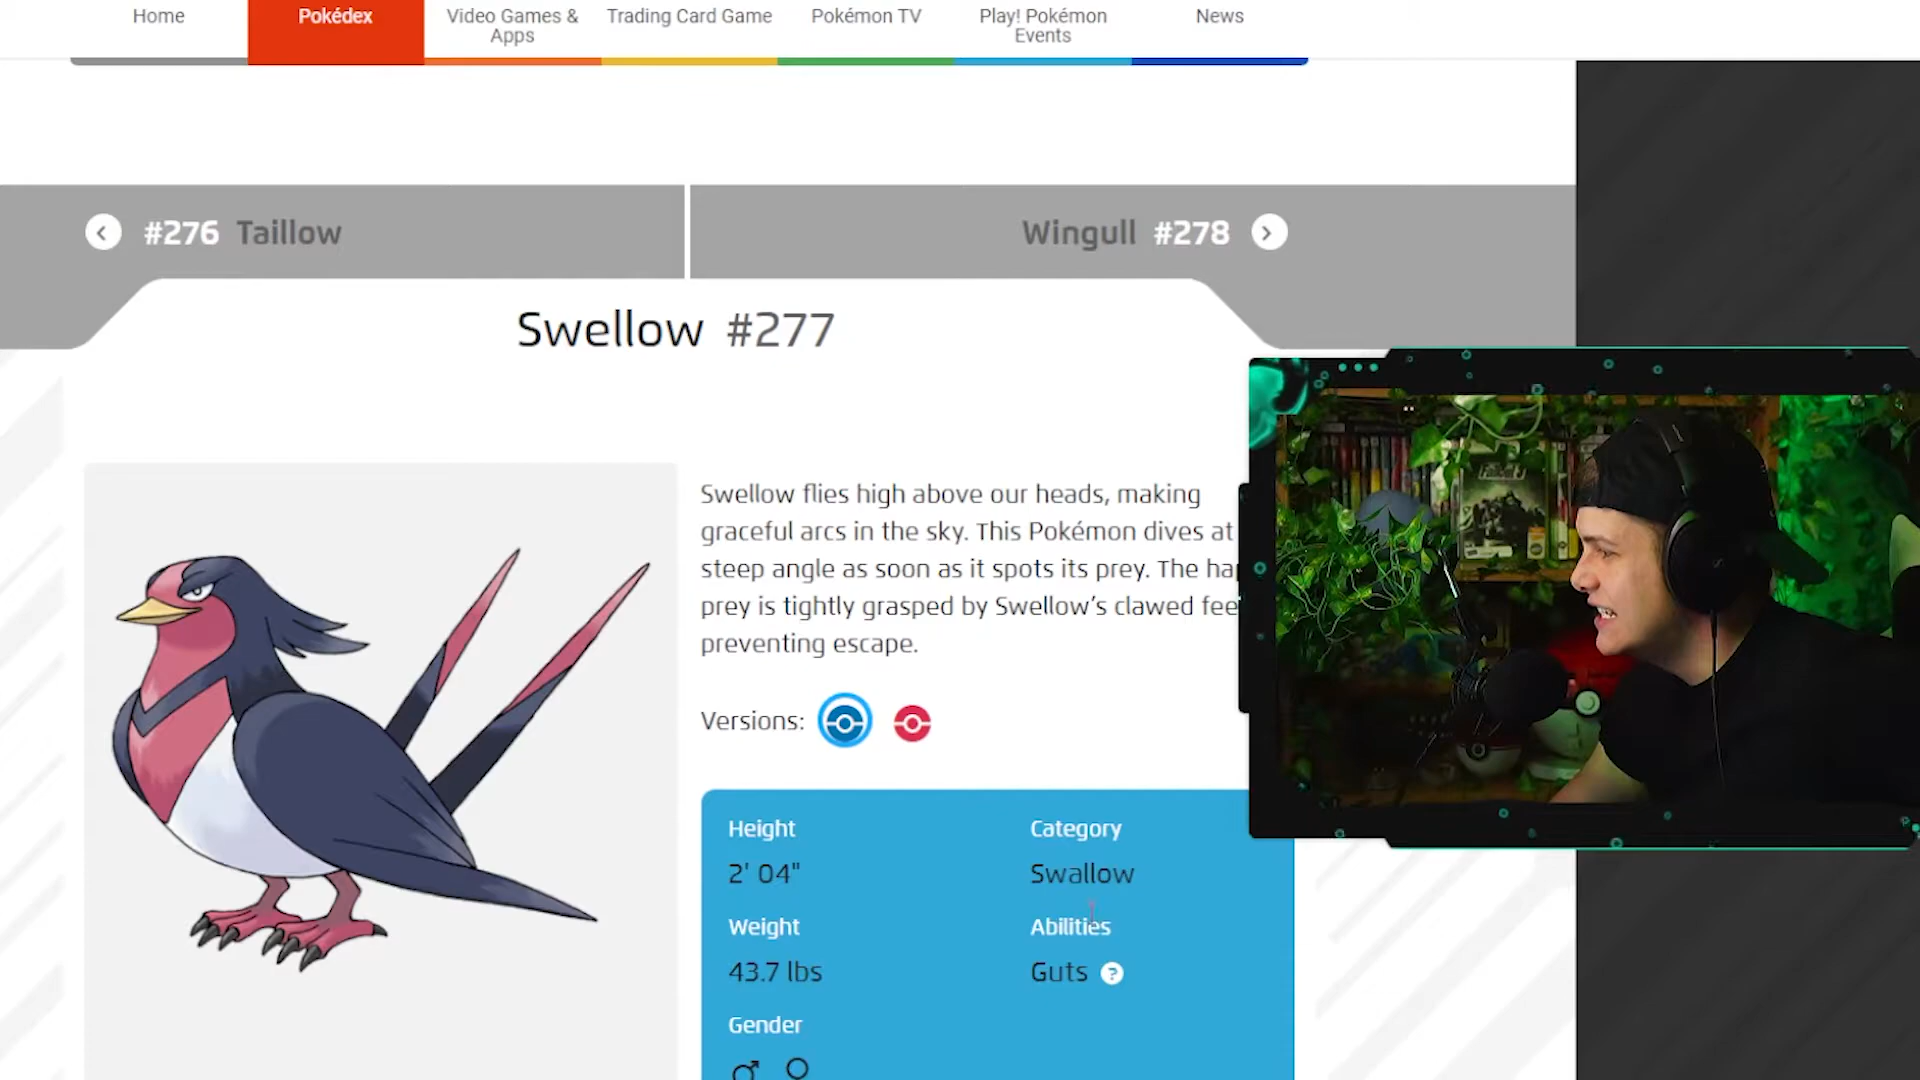 Home
Pokédex
Video Games &
Apps
Trading Card Game
Pokémon TV
Play! Pokémon
Events
News
#276 Taillow
Wingull #278
Swellow #277
Swellow flies high above our heads, making
graceful arcs in the sky. This Pokémon dives at
steep angle as soon as it spots its prey. The
prey is tightly grasped by Swellow's clawed
preventing escape.
Versions:
Height
2' 04"
Category
Swallow
Weight
43.7 lbs
Abilities
Guts ?
Gender